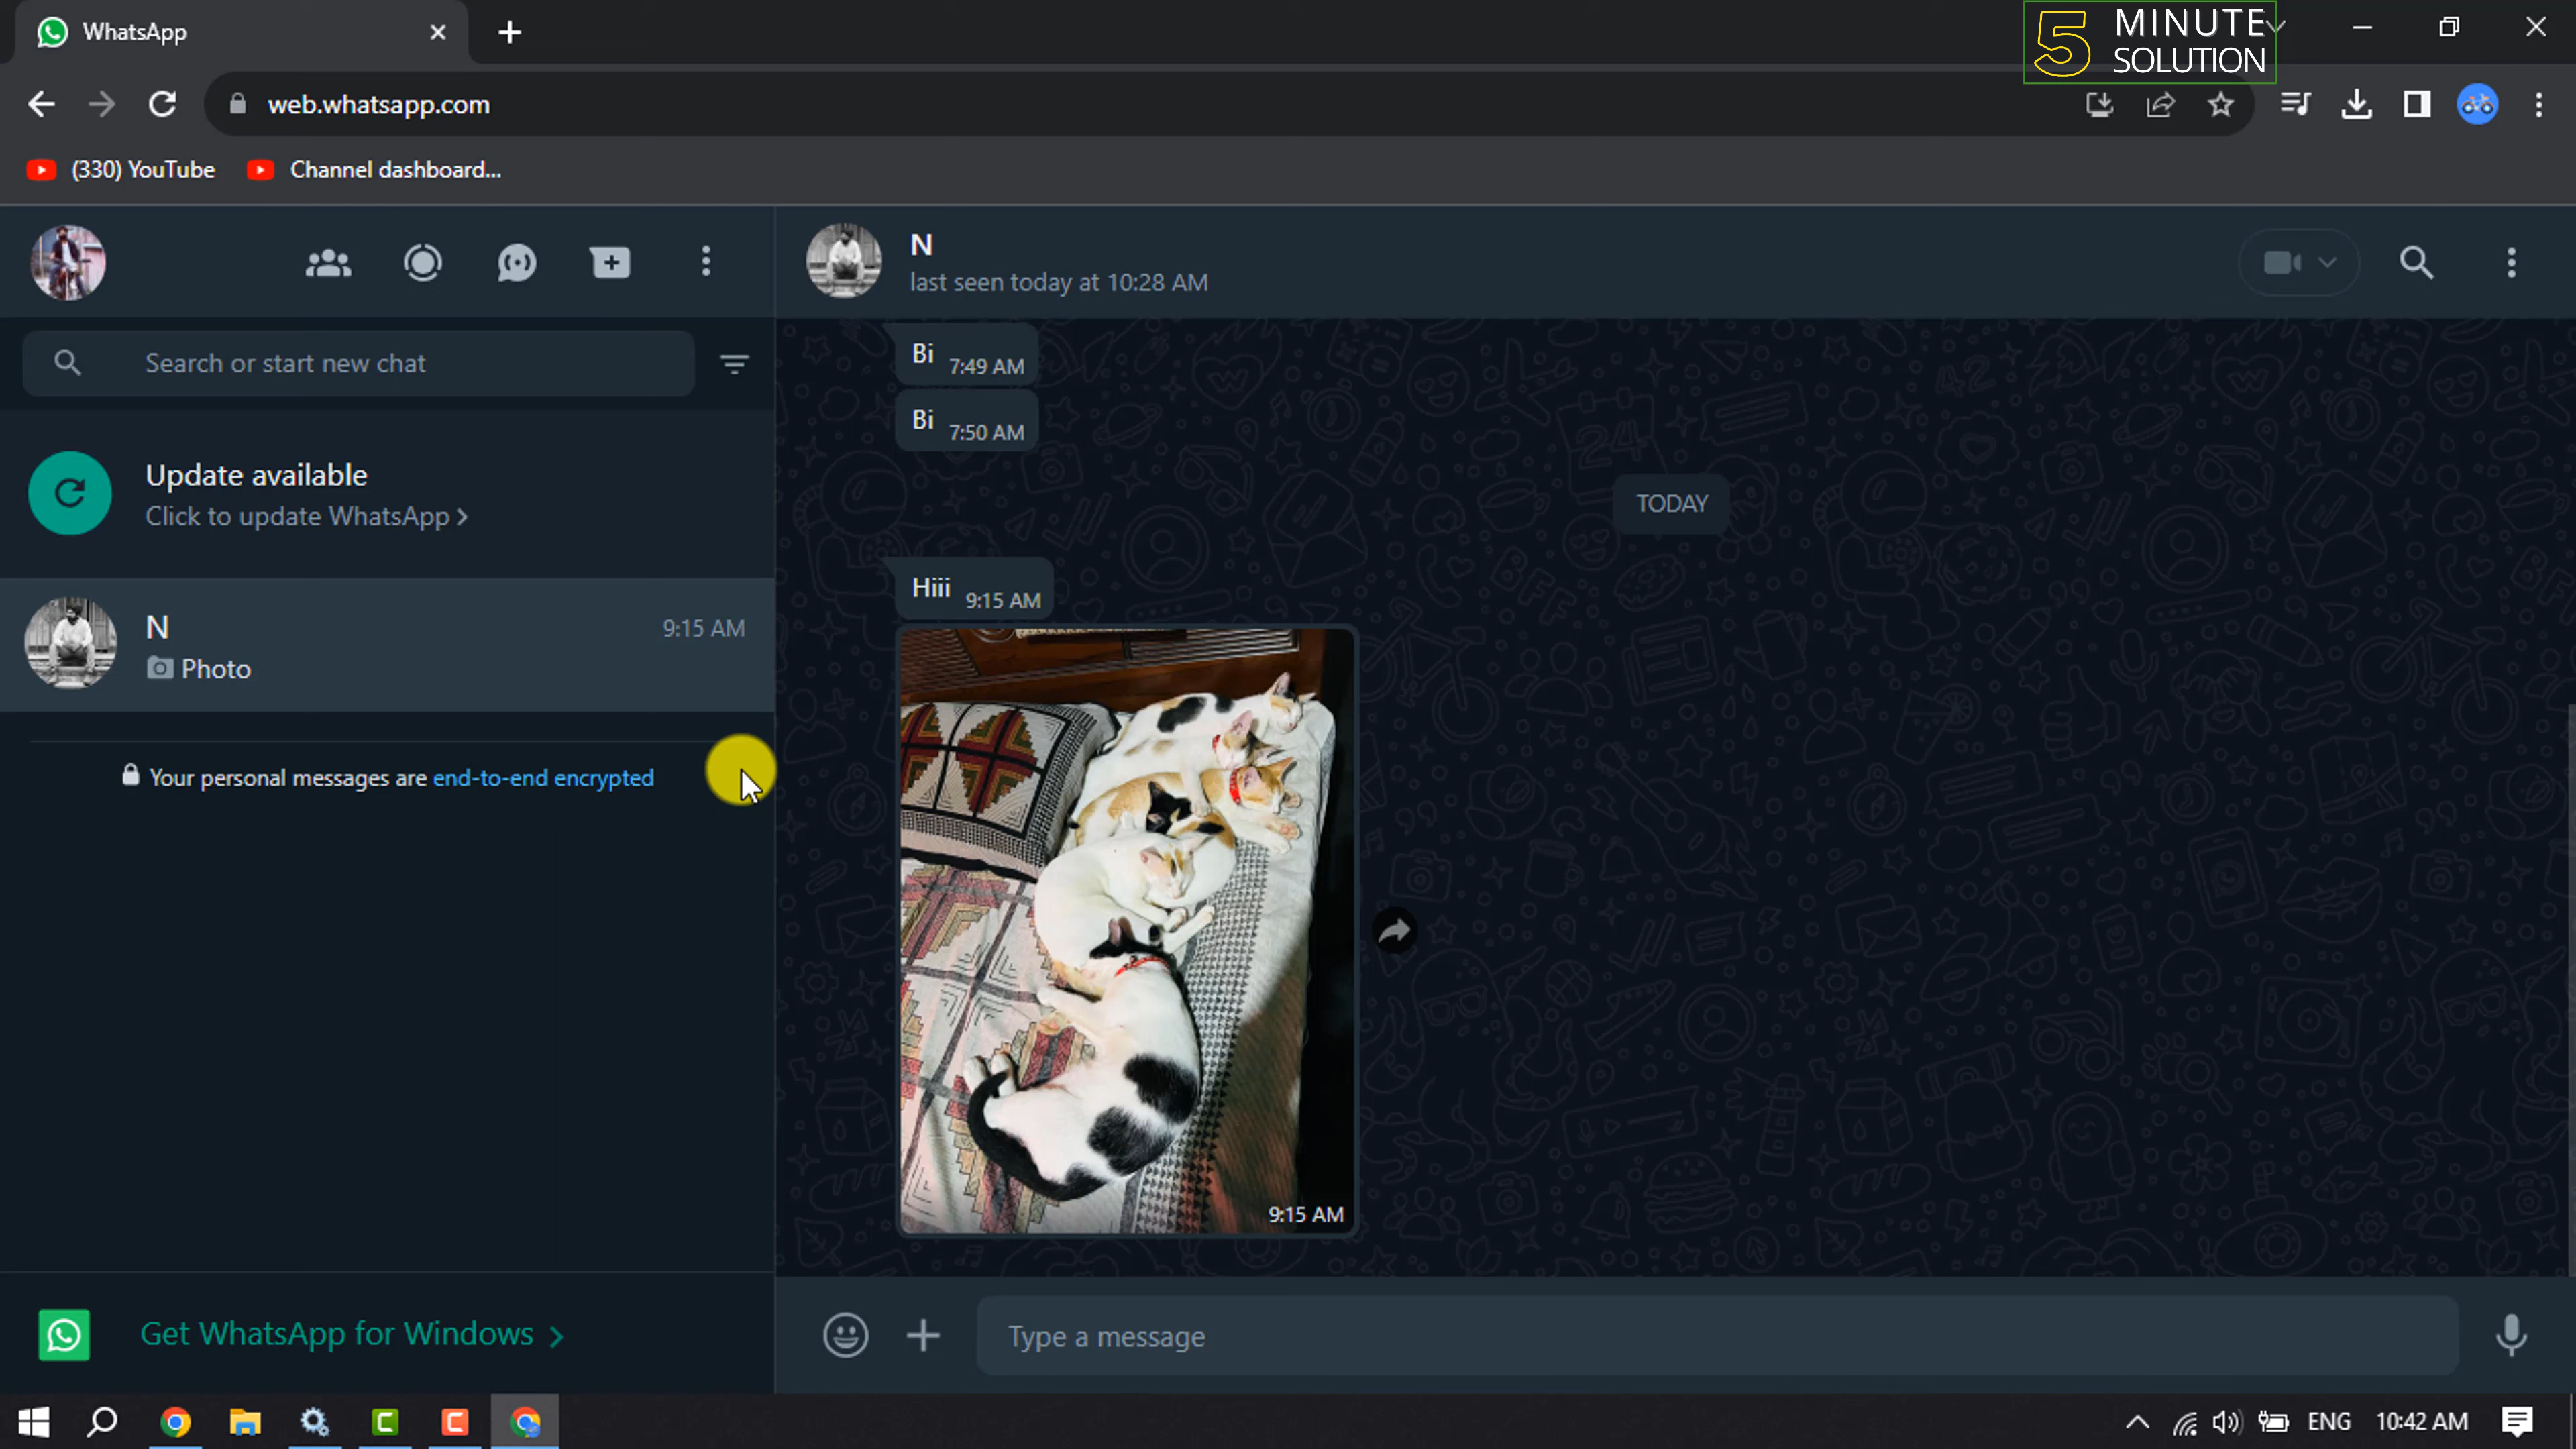 WhatsApp
5 MINUTE
SOLUTION
web.whatsapp.com
(330) YouTube
Channel dashboard...
N
last seen today at 10:28 AM
Search or start new chat
Update available
Click to update WhatsApp
N
9:15 AM
Photo
Your personal messages are end-to-end encrypted
Get WhatsApp for Windows
Bi 7:49 AM
Bi 7:50 AM
TODAY
Hiii 9:15 AM
9:15 AM
Type a message
ENG
10:42 AM